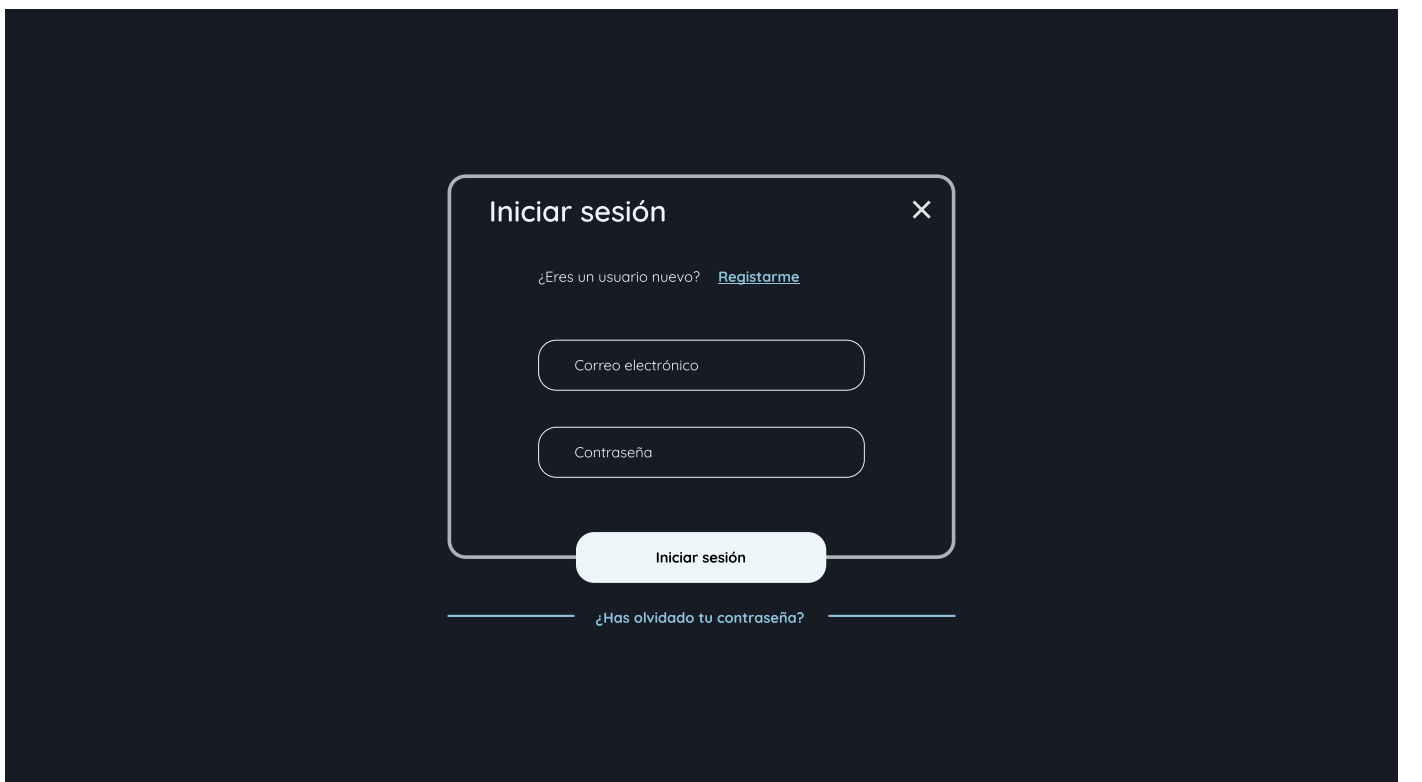 Iniciar sesión
¿Eres un usuario nuevo? Registarme
Correo electrónico
Contraseña
Iniciar sesión
¿Has olvidado tu contraseña?